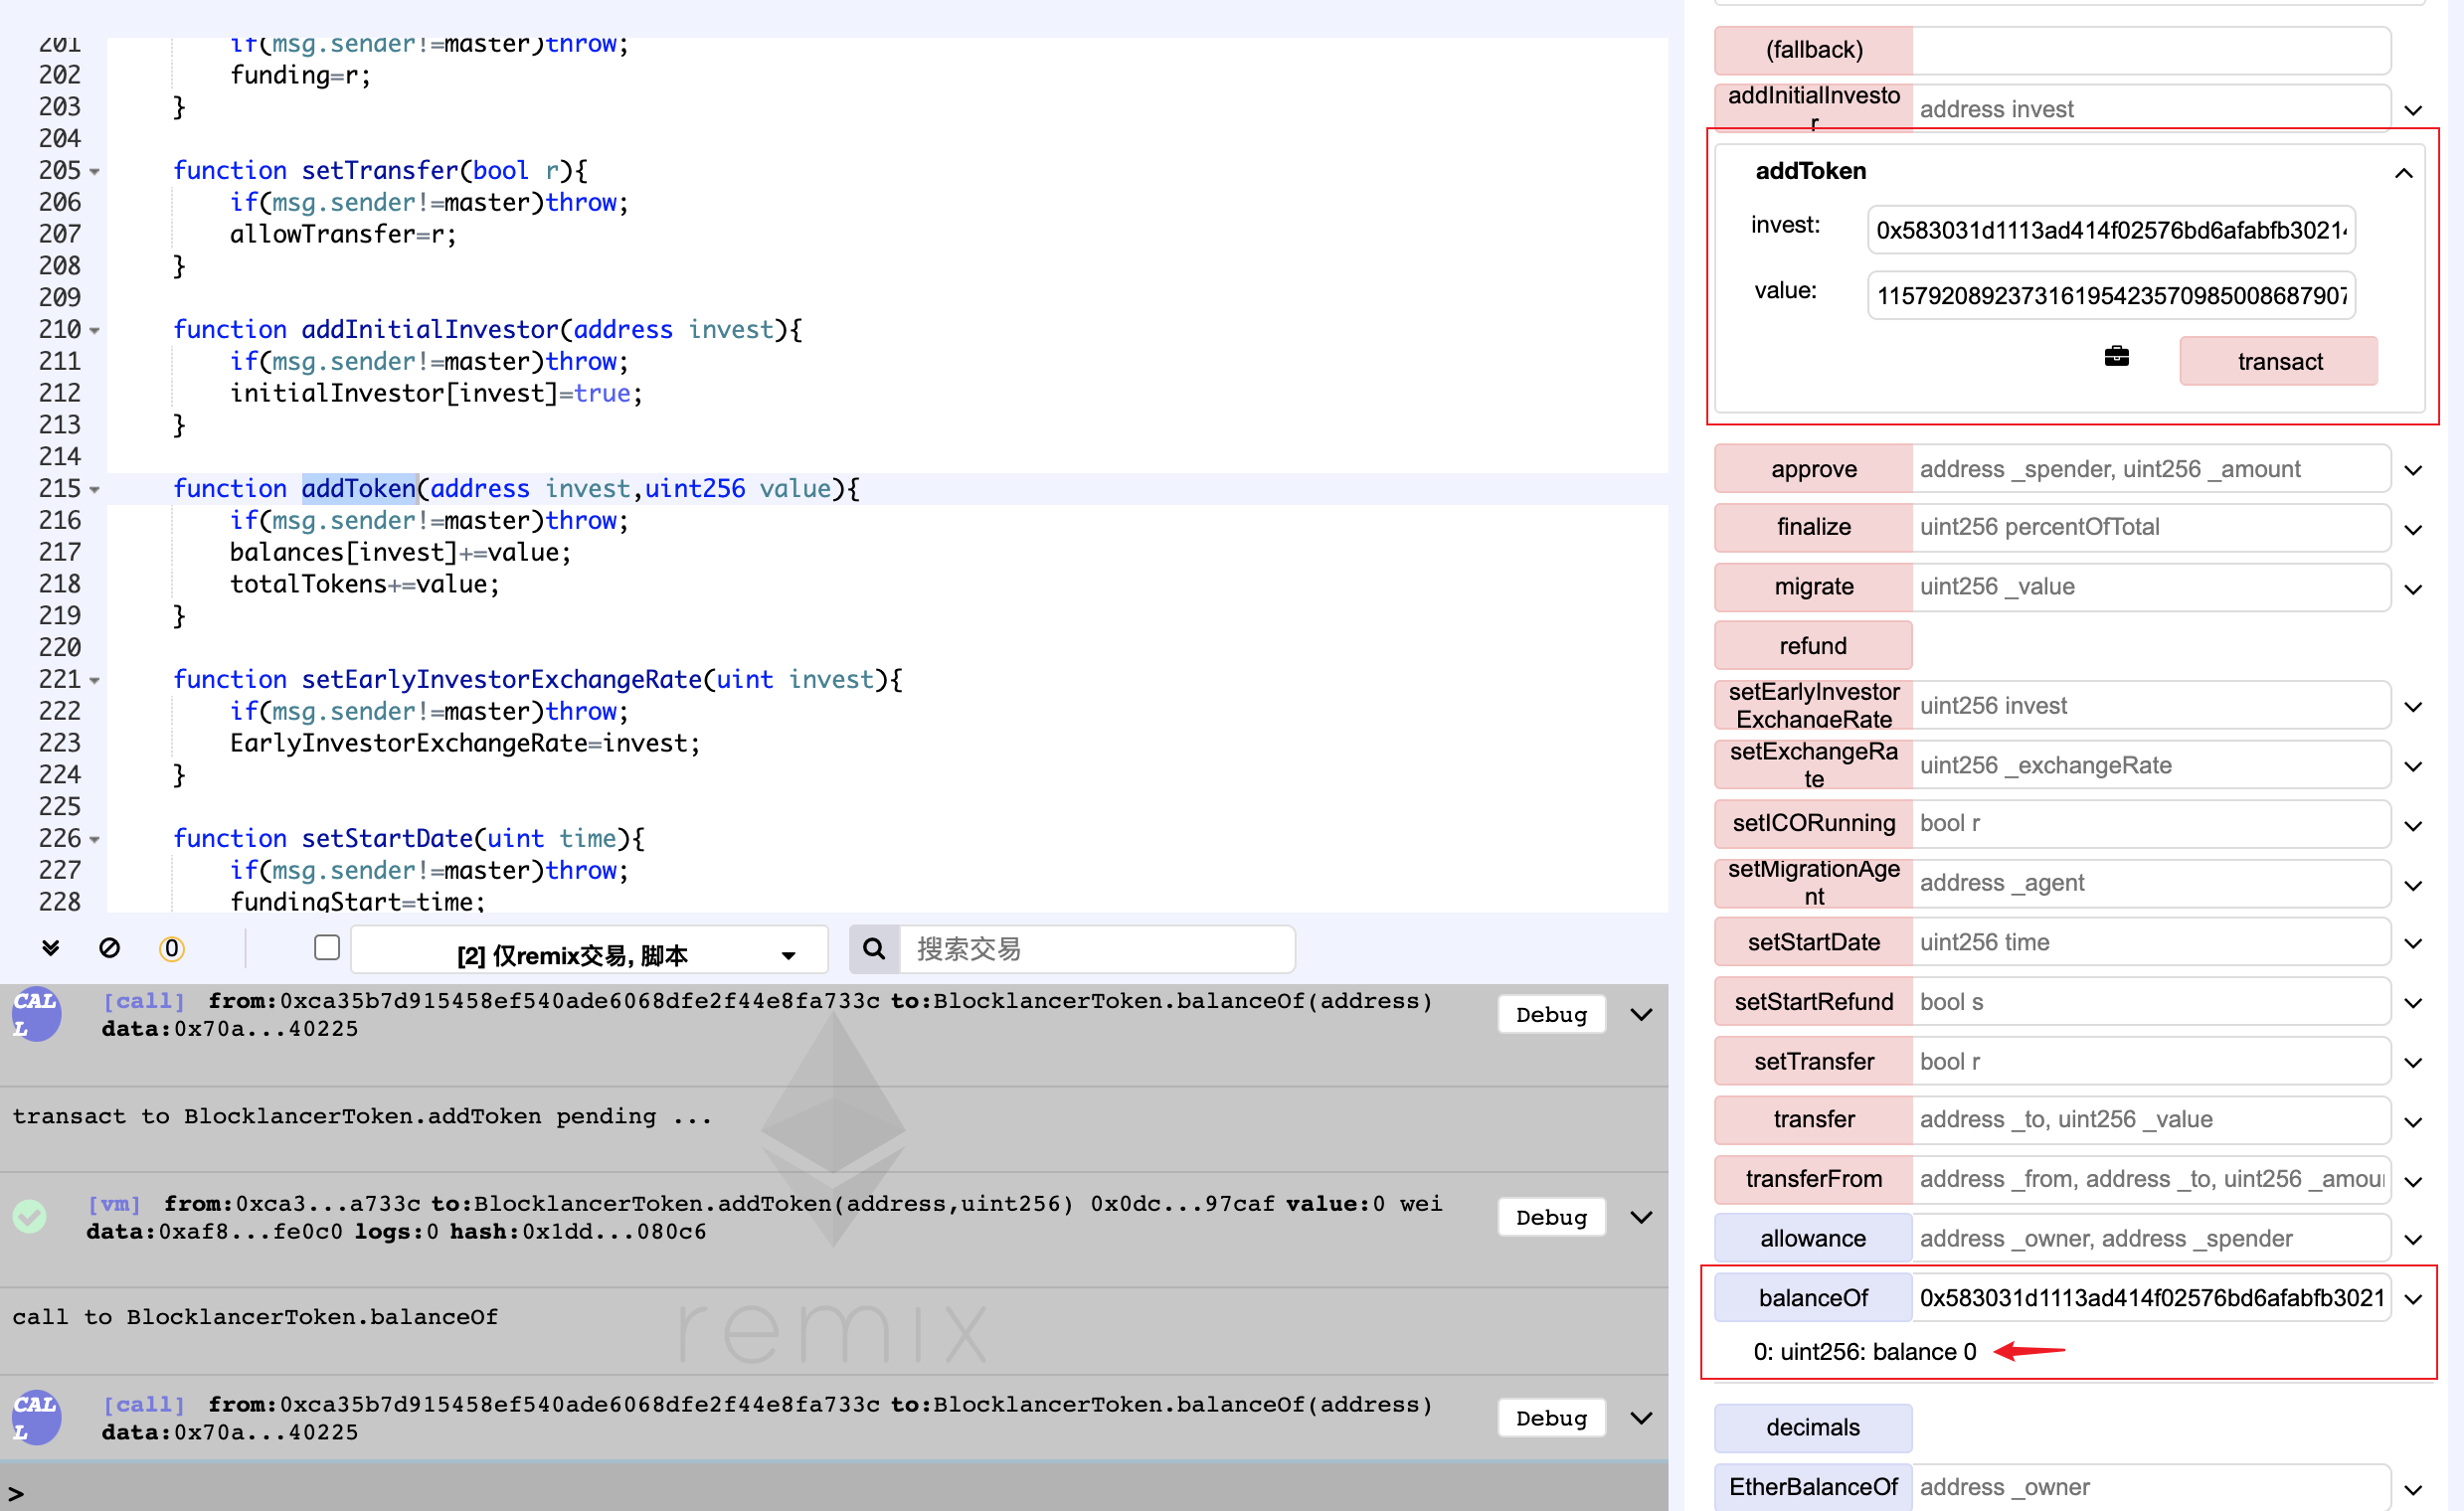 201 if(msg.sender!=master)throw;
202 funding=r;
203 }
204
205 function setTransfer(bool r){
206 if(msg.sender!=master)throw;
207 allowTransfer=r;
208 }
209
210 function addInitialInvestor(address invest){
211 if(msg.sender!=master)throw;
212 initialInvestor[invest]=true;
213 }
214
215 function addToken(address invest,uint256 value){
216 if(msg.sender!=master)throw;
217 balances[invest]+=value;
218 totalTokens+=value;
219 }
220
221 function setEarlyInvestorExchangeRate(uint invest){
222 if(msg.sender!=master)throw;
223 EarlyInvestorExchangeRate=invest;
224 }
225
226 function setStartDate(uint time){
227 if(msg.sender!=master)throw;
228 fundingStart=time;
0 [2] 仅remix交易, 脚本 搜索交易
CAL
L
[call] from:0xca35b7d915458ef540ade6068dfe2f44e8fa733c to:BlocklancerToken.balanceOf(address)
data:0x70a...40225
Debug
transact to BlocklancerToken.addToken pending ...
[vm] from:0xca3...a733c to:BlocklancerToken.addToken(address,uint256) 0x0dc...97caf value:0 wei
data:0xaf8...fe0c0 logs:0 hash:0x1dd...080c6
Debug
call to BlocklancerToken.balanceOf
remix
CAL
L
[call] from:0xca35b7d915458ef540ade6068dfe2f44e8fa733c to:BlocklancerToken.balanceOf(address)
data:0x70a...40225
Debug
>
(fallback)
addInitialInvesto
r
address invest
addToken
invest: 0x583031d1113ad414f02576bd6afabfb3021
value: 11579208923731619542357098500868790
transact
approve address _spender, uint256 _amount
finalize uint256 percentOfTotal
migrate uint256 _value
refund
setEarlyInvestor
ExchangeRate
uint256 invest
setExchangeRa
te
uint256 _exchangeRate
setICORunning bool r
setMigrationAge
nt
address _agent
setStartDate uint256 time
setStartRefund bool s
setTransfer bool r
transfer address _to, uint256 _value
transferFrom address _from, address _to, uint256 _amou
allowance address _owner, address _spender
balanceOf 0x583031d1113ad414f02576bd6afabfb3021
0: uint256: balance 0
decimals
EtherBalanceOf address _owner